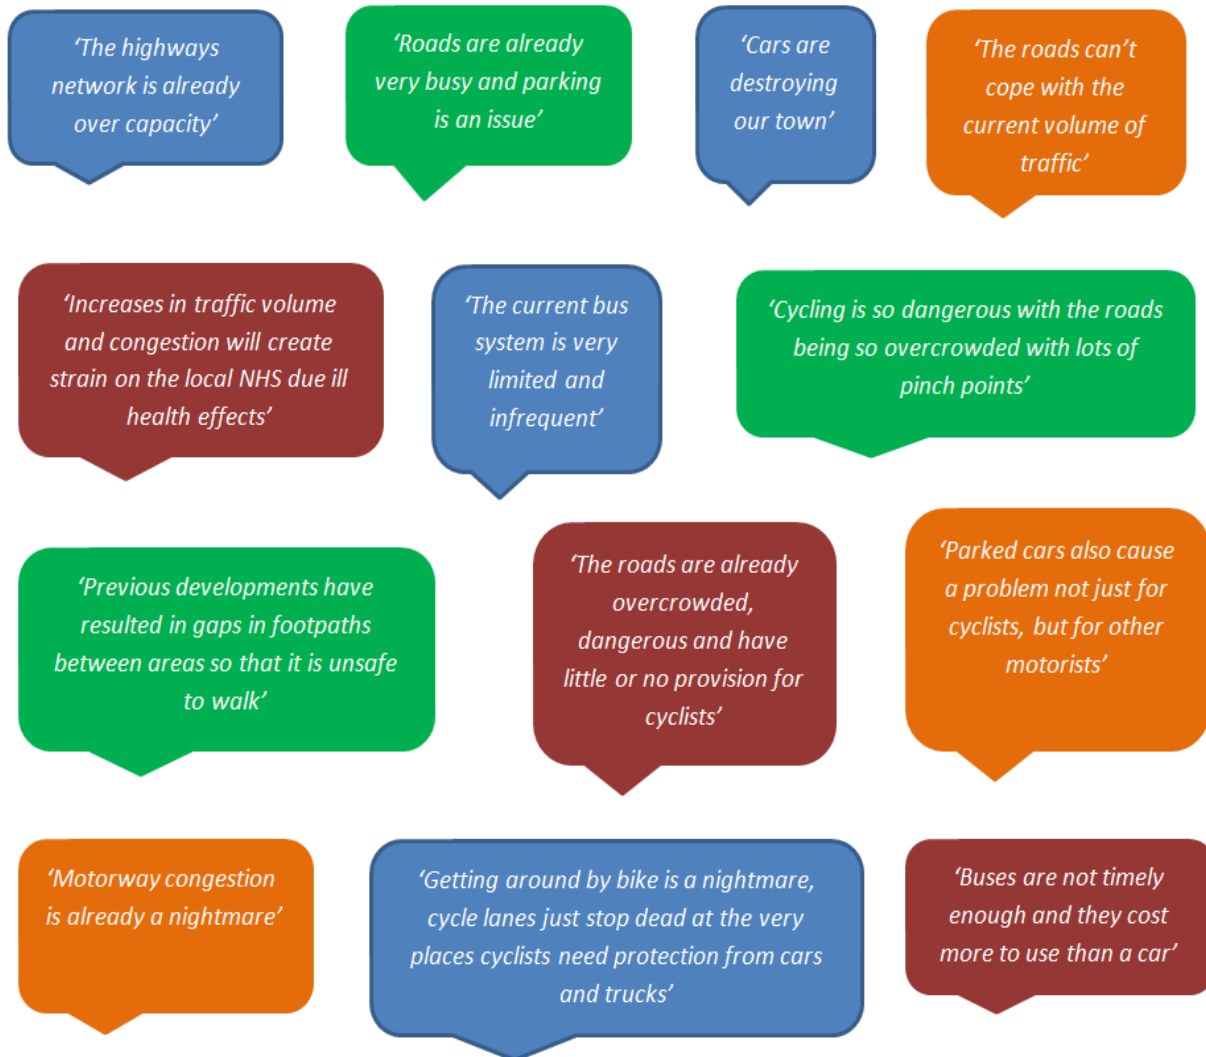 ‘The highways
network is already
over capacity’
‘Roads are already
very busy and parking
is an issue’
‘Cars are
destroying
our town’
‘The roads can’t
cope with the
current volume of
traffic’
‘Increases in traffic volume
and congestion will create
strain on the local NHS due ill
health effects’
‘The current bus
system is very
limited and
infrequent’
‘Cycling is so dangerous with the roads
being so overcrowded with lots of
pinch points’
‘Previous developments have
resulted in gaps in footpaths
between areas so that it is unsafe
to walk’
‘The roads are already
overcrowded,
dangerous and have
little or no provision for
cyclists’
‘Parked cars also cause
a problem not just for
cyclists, but for other
motorists’
‘Motorway congestion
is already a nightmare’
‘Getting around by bike is a nightmare,
cycle lanes just stop dead at the very
places cyclists need protection from cars
and trucks’
‘Buses are not timely
enough and they cost
more to use than a car’